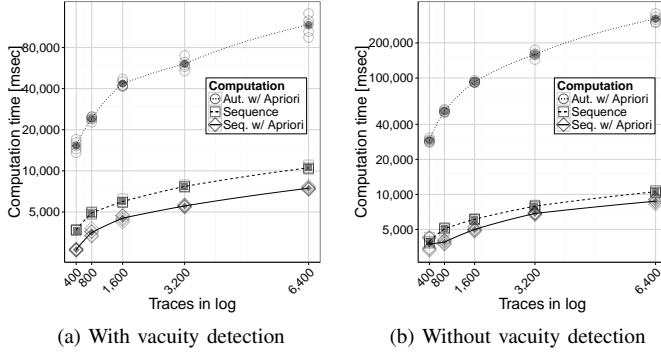 Computation time [msec]
80,000
40,000
20,000
10,000
5,000
Computation
Aut. w/ Apriori
Sequence
Seq. w/ Apriori
400
800
1,600
3,200
6,400
Traces in log
(a) With vacuity detection
Computation time [msec]
200,000
100,000
40,000
20,000
10,000
5,000
Computation
Aut. w/ Apriori
Sequence
Seq. w/ Apriori
400
800
1,600
3,200
6,400
Traces in log
(b) Without vacuity detection